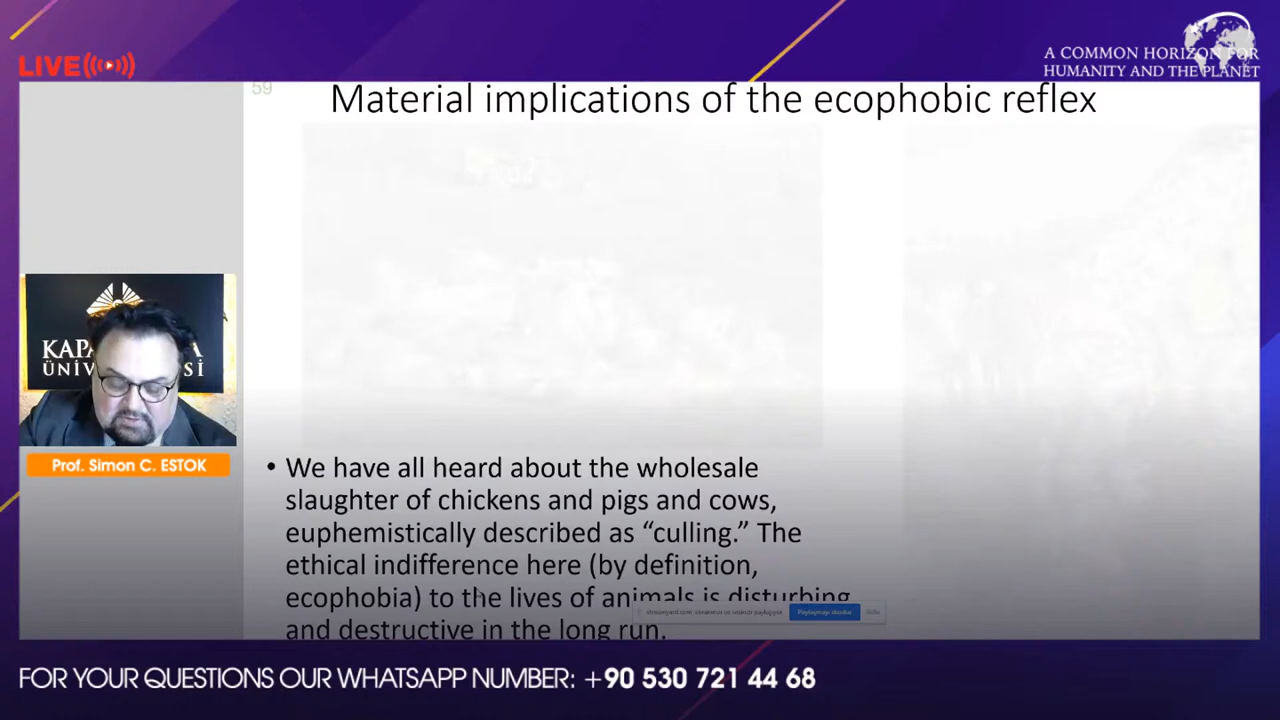 LIVE
A COMMON HORIZON FOR
HUMANITY AND THE PLANET
59
Material implications of the ecophobic reflex
KAPA
ÜNİV Sİ
Prof. Simon C. ESTOK
• We have all heard about the wholesale
slaughter of chickens and pigs and cows,
euphemistically described as “culling.” The
ethical indifference here (by definition,
ecophobia) to the lives of animals is disturbing
and destructive in the long run.
Paylaşmayı durdur
Gizle
FOR YOUR QUESTIONS OUR WHATSAPP NUMBER: +90 530 721 44 68